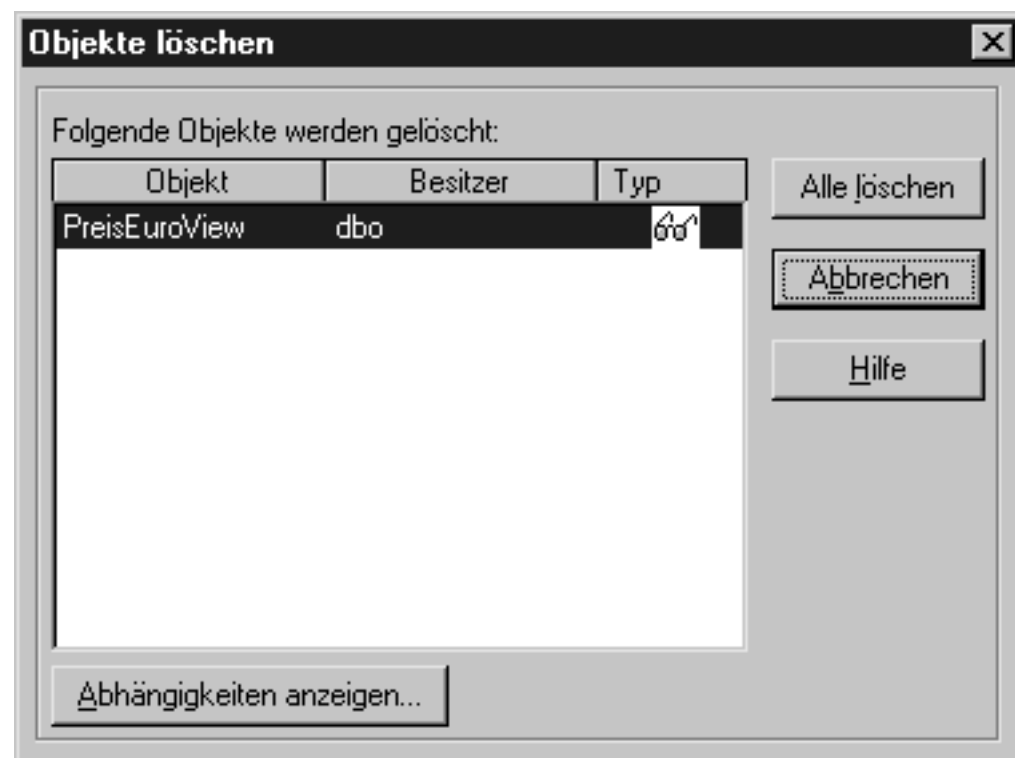 Objekte löschen
Folgende Objekte werden gelöscht:
Objekt Besitzer Typ
PreisEuroView dbo
Alle löschen
Abbrechen
Hilfe
Abhängigkeiten anzeigen...